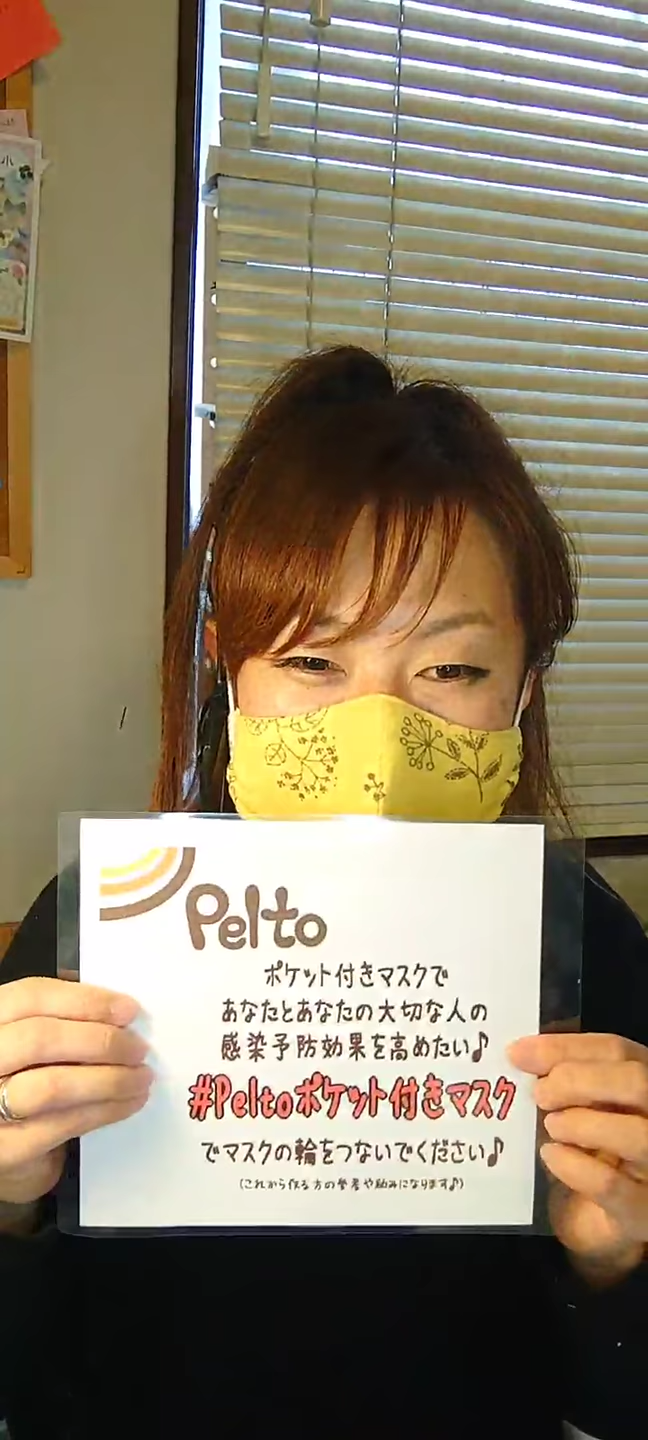 Pelto
ポケット付きマスクで
あなたとあなたの大切な人の
感染予防効果を高めたい♪
#Peltoポケット付きマスク
でマスクの輪をつないでください♪
(これから作る方の参考や励みになります♪)
小